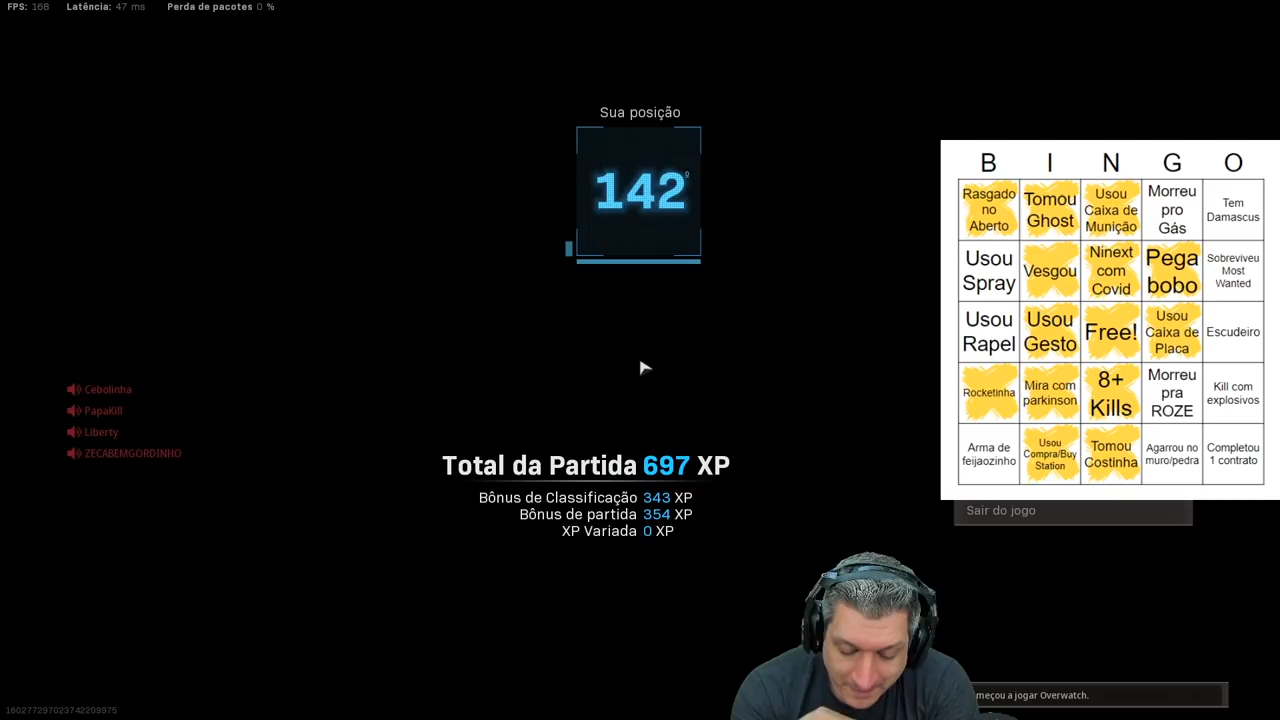 FPS: 168 Latência: 47 ms Perda de pacotes 0 %
Sua posição
142º
B I N G O
Rasgado no Aberto
Tomou Ghost
Usou Caixa de Munição
Morreu pro Gás
Tem Damascus
Usou Spray
Vesgou
Ninext com Covid
Pega bobo
Sobreviveu Most Wanted
Usou Rapel
Usou Gesto
Free!
Usou Caixa de Placa
Escudeiro
Rocketinha
Mira com parkinson
8+ Kills
Morreu pra ROZE
Kill com explosivos
Arma de feijaozinho
Usou Compra/Buy Station
Tomou Costinha
Agarrou no muro/pedra
Completou 1 contrato
Cebolinha
PapaKill
Liberty
ZECABEMGORDINHO
Total da Partida 697 XP
Bônus de Classificação 343 XP
Bônus de partida 354 XP
XP Variada 0 XP
Sair do jogo
meçou a jogar Overwatch.
160277297023742209975